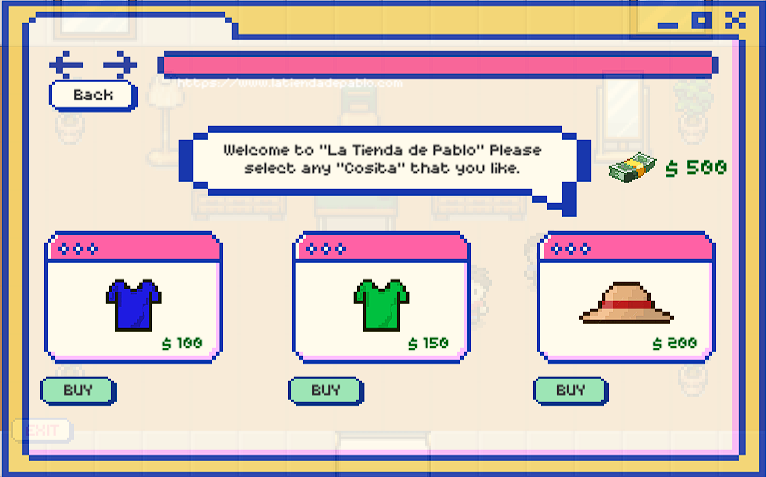 https://www.latiendadepablo.com
Back
Welcome to "La Tienda de Pablo" Please
select any "Cosita" that you like.
$ 500
$ 100
$ 150
$ 200
BUY
BUY
BUY
EXIT